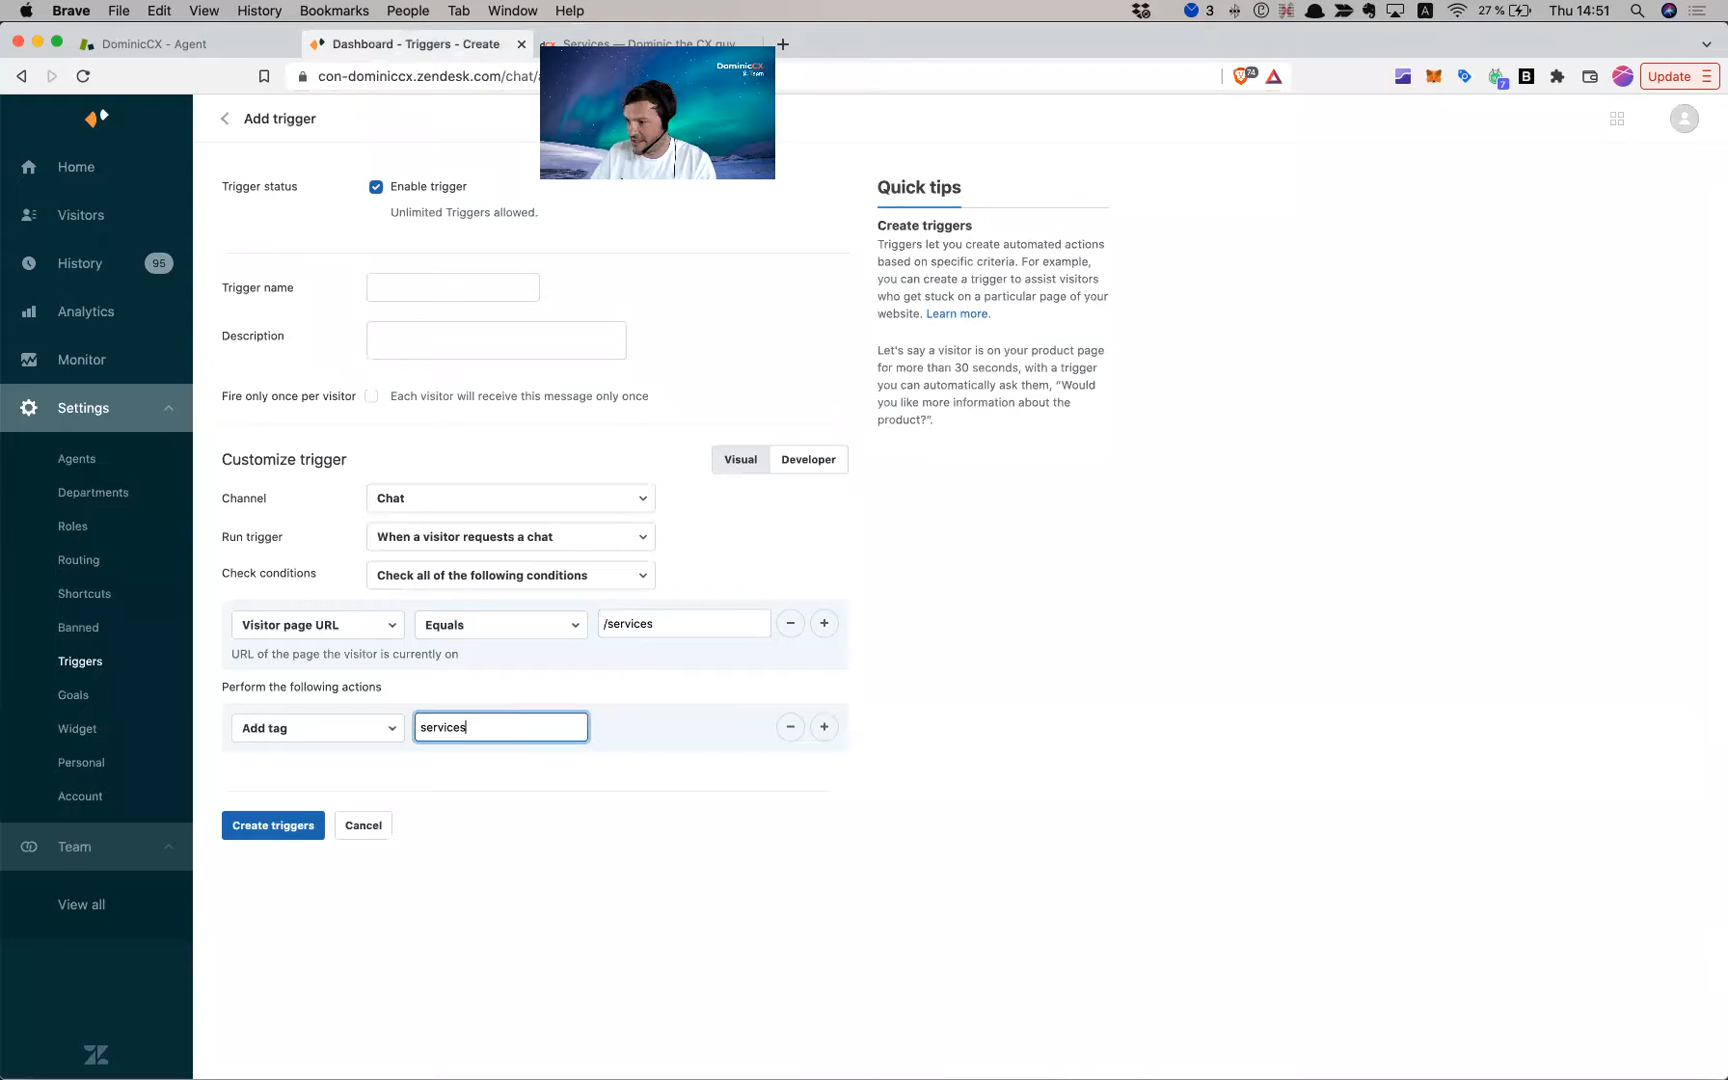 Brave File Edit View History Bookmarks People Tab Window Help 3 27 % Thu 14:51
DominicCX - Agent Dashboard - Triggers - Create Services — Dominic the CX guy
con-dominiccx.zendesk.com/chat/ 74 7 B Update
DominicCX
Add trigger
Home
Visitors
History 95
Analytics
Monitor
Settings
Agents
Departments
Roles
Routing
Shortcuts
Banned
Triggers
Goals
Widget
Personal
Account
Team
View all
Trigger status Enable trigger
Unlimited Triggers allowed.
Trigger name
Description
Fire only once per visitor Each visitor will receive this message only once
Customize trigger Visual Developer
Channel Chat
Run trigger When a visitor requests a chat
Check conditions Check all of the following conditions
Visitor page URL Equals /services
URL of the page the visitor is currently on
Perform the following actions
Add tag services
Create triggers Cancel
Quick tips
Create triggers
Triggers let you create automated actions
based on specific criteria. For example,
you can create a trigger to assist visitors
who get stuck on a particular page of your
website. Learn more.
Let's say a visitor is on your product page
for more than 30 seconds, with a trigger
you can automatically ask them, “Would
you like more information about the
product?”.